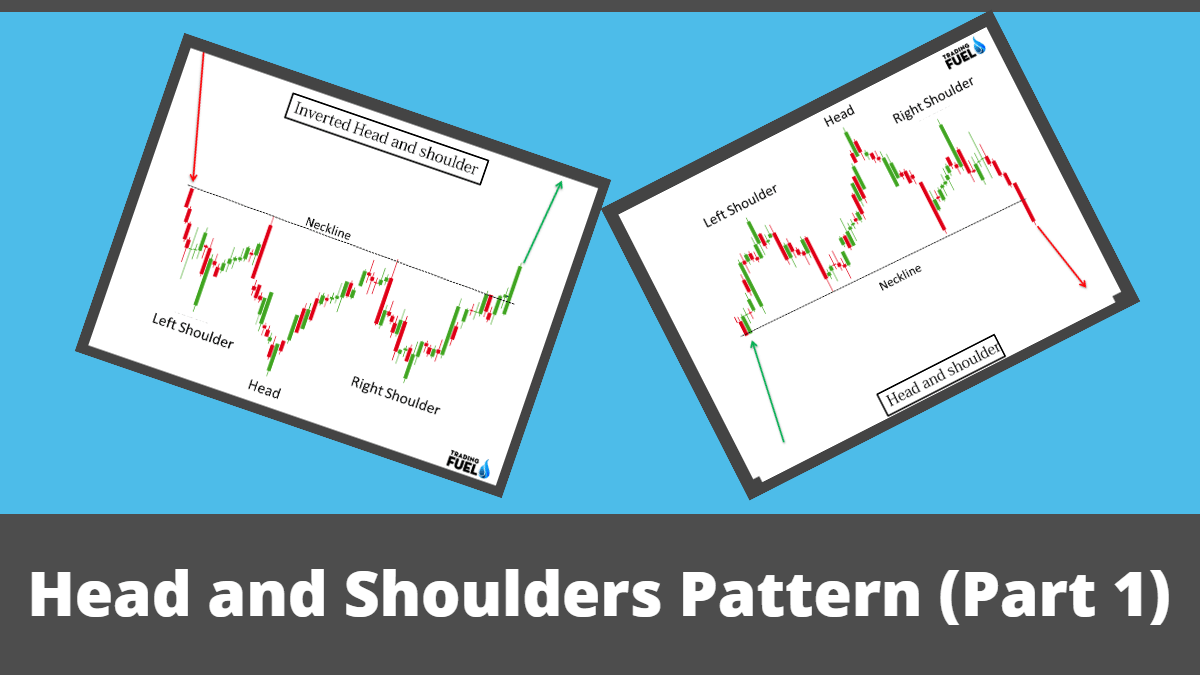 Inverted Head and shoulder
Neckline
Left Shoulder
Head
Right Shoulder
TRADING
FUEL
TRADING
FUEL
Head
Right Shoulder
Left Shoulder
Neckline
Head and shoulder
Head and Shoulders Pattern (Part 1)